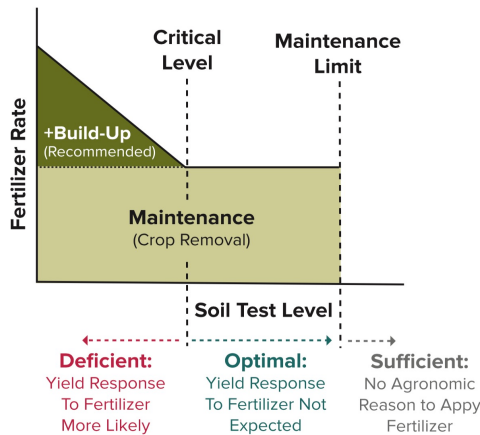 Critical
Level
Maintenance
Limit
Fertilizer Rate
+Build-Up
(Recommended)
Maintenance
(Crop Removal)
Soil Test Level
Deficient:
Yield Response
To Fertilizer
More Likely
Optimal:
Yield Response
To Fertilizer Not
Expected
Sufficient:
No Agronomic
Reason to Appy
Fertilizer